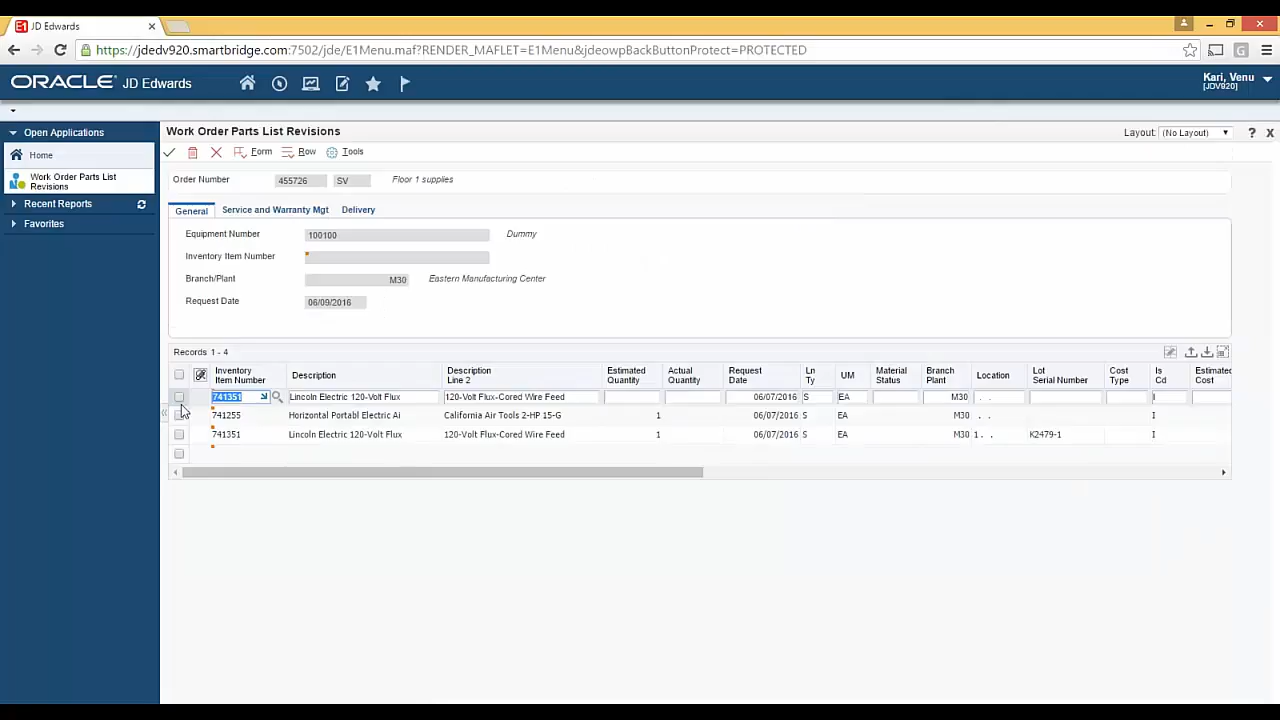 JD Edwards
https://jdedv920.smartbridge.com:7502/jde/E1Menu.maf?RENDER_MAFLET=E1Menu&jdeowpBackButtonProtect=PROTECTED
ORACLE JD Edwards
Kari, Venu
[JDV920]
Open Applications
Home
Work Order Parts List Revisions
Recent Reports
Favorites
Work Order Parts List Revisions
Layout: (No Layout)
Form Row Tools
Order Number 455726 SV Floor 1 supplies
General Service and Warranty Mgt Delivery
Equipment Number 100100 Dummy
Inventory Item Number
Branch/Plant M30 Eastern Manufacturing Center
Request Date 06/09/2016
Records 1 - 4
Inventory Item Number Description Description Line 2 Estimated Quantity Actual Quantity Request Date Ln Ty UM Material Status Branch Plant Location Lot Serial Number Cost Type Is Cd Estimated Cost
741351 Lincoln Electric 120-Volt Flux 120-Volt Flux-Cored Wire Feed 06/07/2016 S EA M30 . . I
741255 Horizontal Portabl Electric Ai California Air Tools 2-HP 15-G 1 06/07/2016 S EA M30 . . I
741351 Lincoln Electric 120-Volt Flux 120-Volt Flux-Cored Wire Feed 1 06/07/2016 S EA M30 1 . . K2479-1 I